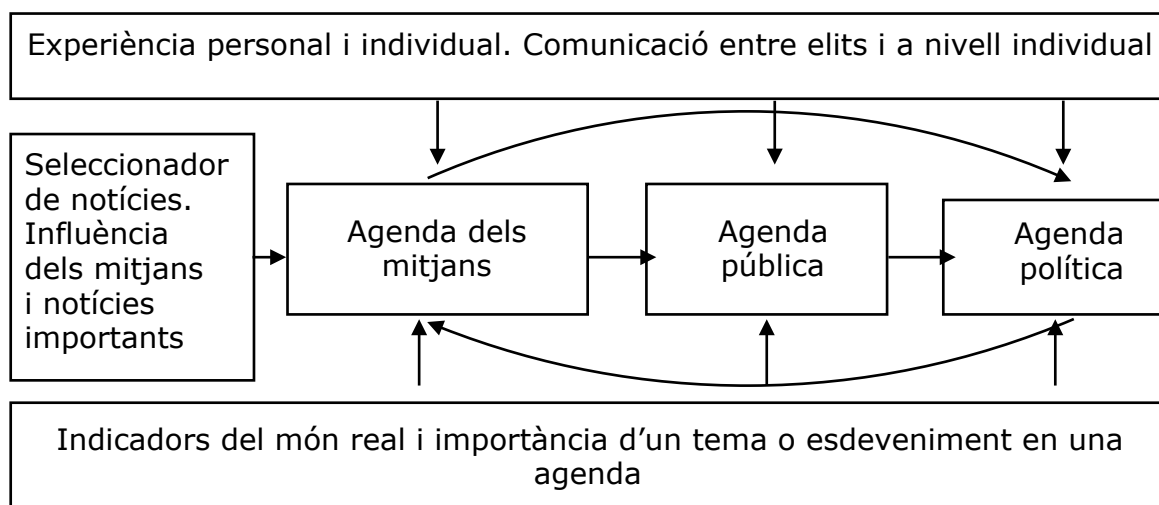 Experiència personal i individual. Comunicació entre elits i a nivell individual
Seleccionador
de notícies.
Influència
dels mitjans
i notícies
importants
Agenda dels
mitjans
Agenda
pública
Agenda
política
Indicadors del món real i importància d’un tema o esdeveniment en una
agenda